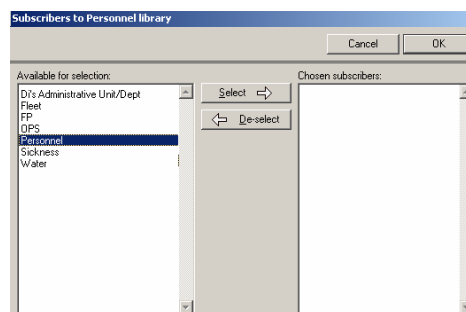 Subscribers to Personnel library
Cancel
OK
Available for selection:
Chosen subscribers:
Di's Administrative Unit/Dept
Fleet
FP
OPS
Personnel
Sickness
Water
Select
De-select